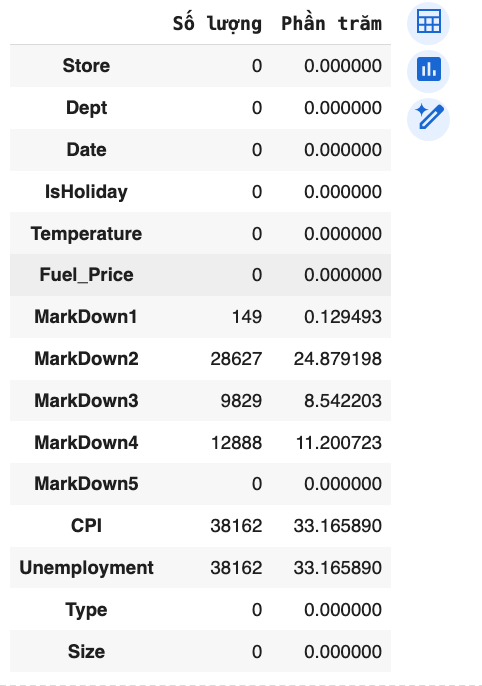 Số lượng Phần trăm
Store 0 0.000000
Dept 0 0.000000
Date 0 0.000000
IsHoliday 0 0.000000
Temperature 0 0.000000
Fuel_Price 0 0.000000
MarkDown1 149 0.129493
MarkDown2 28627 24.879198
MarkDown3 9829 8.542203
MarkDown4 12888 11.200723
MarkDown5 0 0.000000
CPI 38162 33.165890
Unemployment 38162 33.165890
Type 0 0.000000
Size 0 0.000000